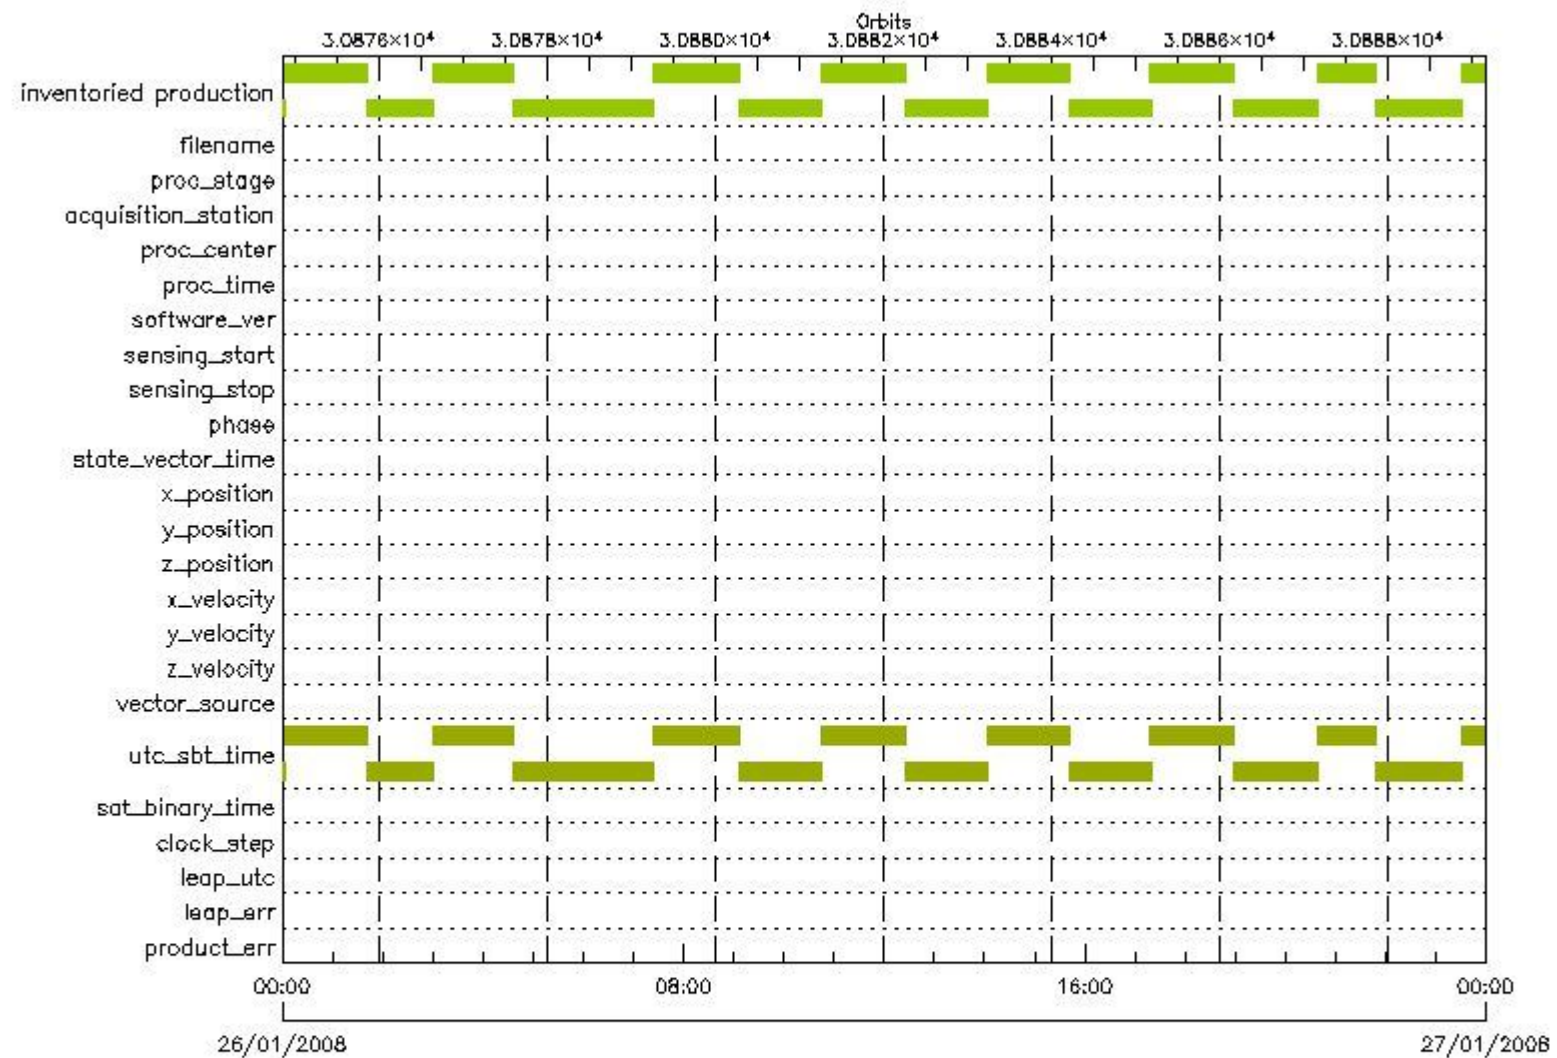 Orbits
3.0876×10⁴ 3.0878×10⁴ 3.0880×10⁴ 3.0882×10⁴ 3.0884×10⁴ 3.0886×10⁴ 3.0888×10⁴
inventoried production
filename
proc_stage
acquisition_station
proc_center
proc_time
software_ver
sensing_start
sensing_stop
phase
state_vector_time
x_position
y_position
z_position
x_velocity
y_velocity
z_velocity
vector_source
utc_sbt_time
sat_binary_time
clock_step
leap_utc
leap_err
product_err
00:00 08:00 16:00 00:00
26/01/2008 27/01/2008